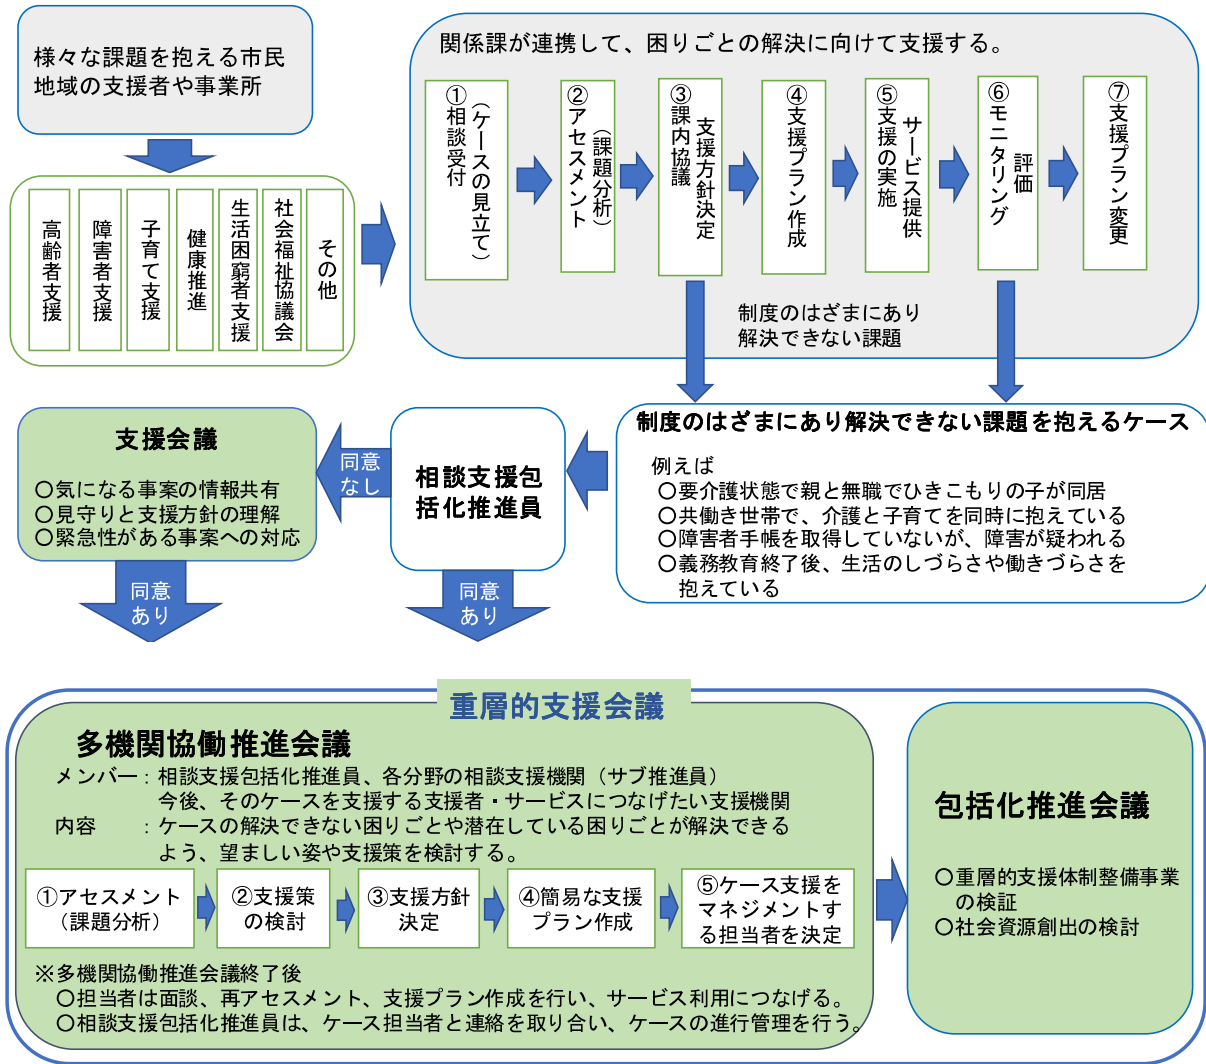 様々な課題を抱える市民
地域の支援者や事業所
高齢者支援
障害者支援
子育て支援
健康推進
生活困窮者支援
社会福祉協議会
その他
関係課が連携して、困りごとの解決に向けて支援する。
①相談受付
（ケースの見立て）
②アセスメント
（課題分析）
③課内協議
支援方針決定
④支援プラン作成
⑤支援の実施
サービス提供
⑥モニタリング
評価
⑦支援プラン変更
制度のはざまにあり
解決できない課題
制度のはざまにあり解決できない課題を抱えるケース
例えば
○要介護状態で親と無職でひきこもりの子が同居
○共働き世帯で、介護と子育てを同時に抱えている
○障害者手帳を取得していないが、障害が疑われる
○義務教育終了後、生活のしづらさや働きづらさを
抱えている
相談支援包
括化推進員
同意
なし
支援会議
○気になる事案の情報共有
○見守りと支援方針の理解
○緊急性がある事案への対応
同意
あり
同意
あり
重層的支援会議
多機関協働推進会議
メンバー：相談支援包括化推進員、各分野の相談支援機関（サブ推進員）
今後、そのケースを支援する支援者・サービスにつなげたい支援機関
内容　　：ケースの解決できない困りごとや潜在している困りごとが解決できる
よう、望ましい姿や支援策を検討する。
①アセスメント
（課題分析）
②支援策
の検討
③支援方針
決定
④簡易な支援
プラン作成
⑤ケース支援を
マネジメントす
る担当者を決定
※多機関協働推進会議終了後
○担当者は面談、再アセスメント、支援プラン作成を行い、サービス利用につなげる。
○相談支援包括化推進員は、ケース担当者と連絡を取り合い、ケースの進行管理を行う。
包括化推進会議
○重層的支援体制整備事業
の検証
○社会資源創出の検討